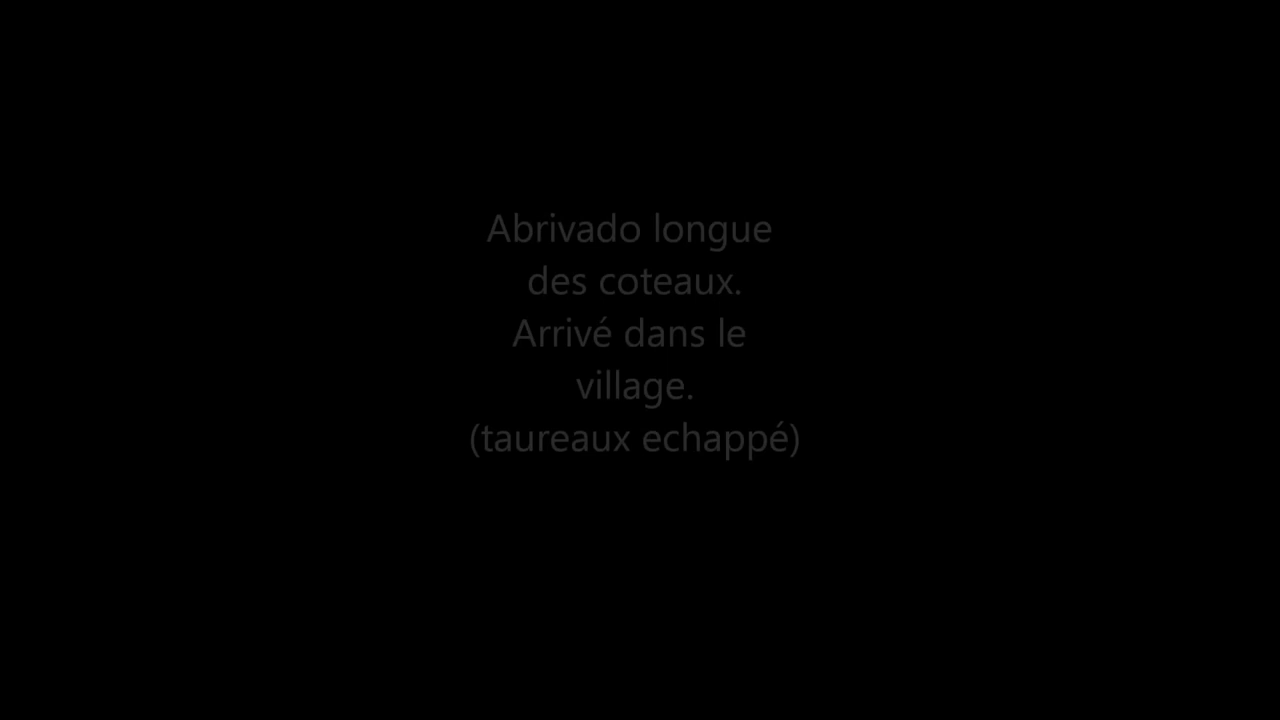 Abrivado longue
des coteaux.
Arrivé dans le
village.
(taureaux echappé)